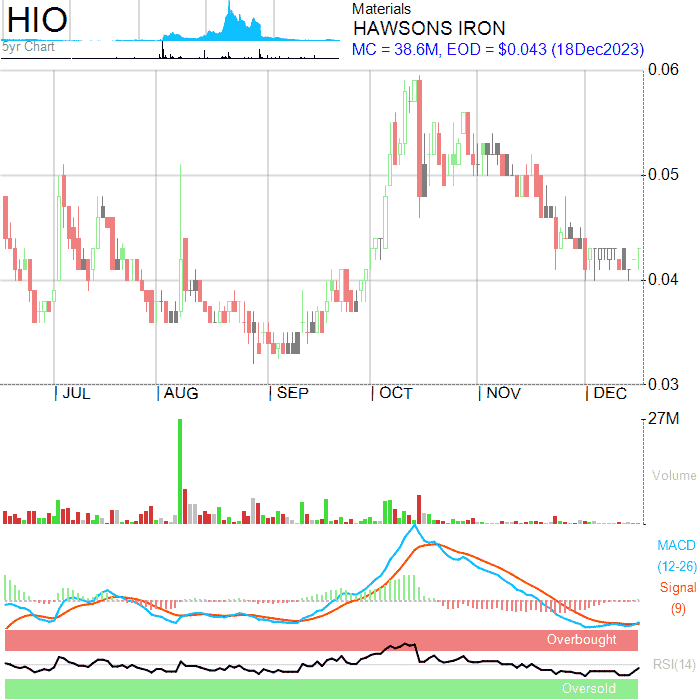 HIO
5yr Chart
Materials
HAWSONS IRON
MC = 38.6M, EOD = $0.043 (18Dec2023)
0.06
0.05
0.04
0.03
JUL
AUG
SEP
OCT
NOV
DEC
27M
Volume
MACD
(12-26)
Signal
(9)
Overbought
RSI(14)
Oversold